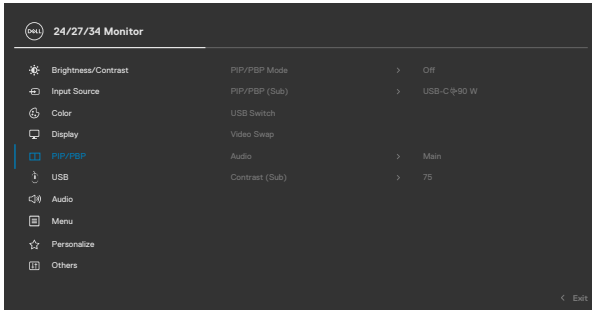 DELL 24/27/34 Monitor
Brightness/Contrast PIP/PBP Mode > Off
Input Source PIP/PBP (Sub) > USB-C 90 W
Color USB Switch
Display Video Swap
PIP/PBP Audio > Main
USB Contrast (Sub) > 75
Audio
Menu
Personalize
Others
< Exit